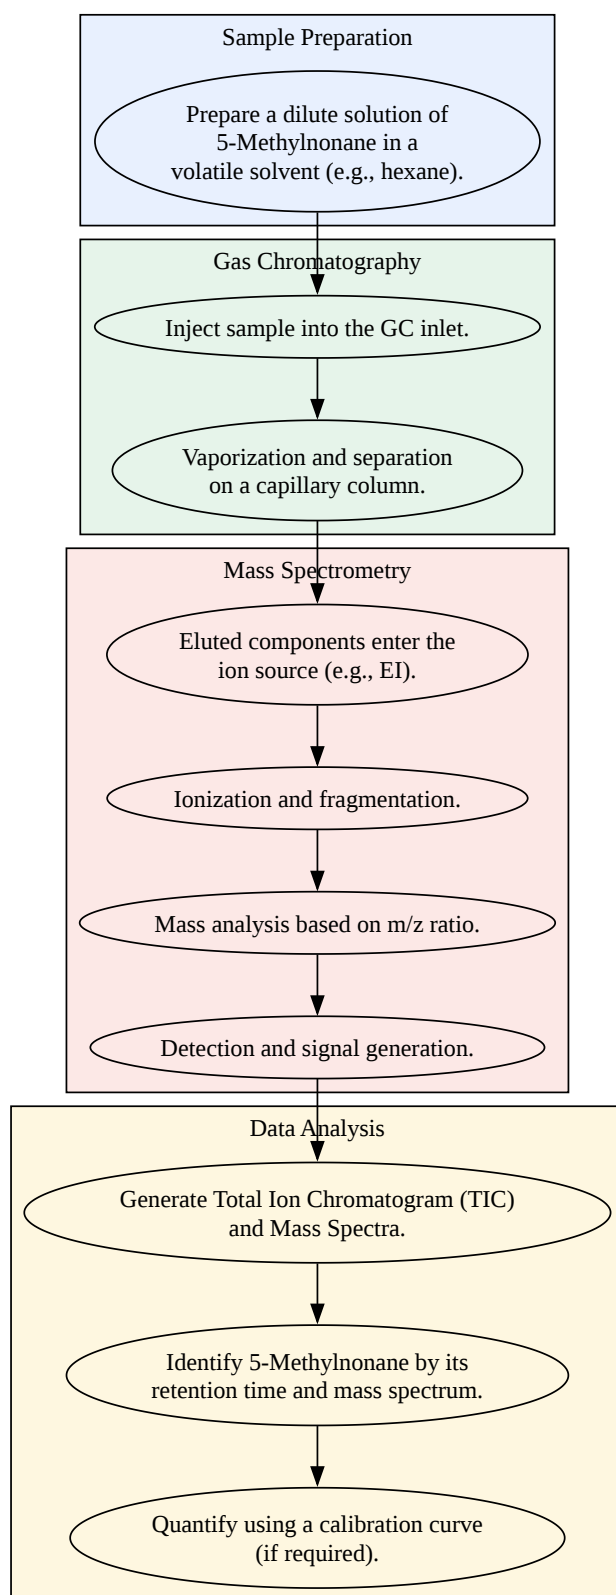 Sample Preparation
Prepare a dilute solution of
5-Methylnonane in a
volatile solvent (e.g., hexane).
Gas Chromatography
Inject sample into the GC inlet.
Vaporization and separation
on a capillary column.
Mass Spectrometry
Eluted components enter the
ion source (e.g., EI).
Ionization and fragmentation.
Mass analysis based on m/z ratio.
Detection and signal generation.
Data Analysis
Generate Total Ion Chromatogram (TIC)
and Mass Spectra.
Identify 5-Methylnonane by its
retention time and mass spectrum.
Quantify using a calibration curve
(if required).